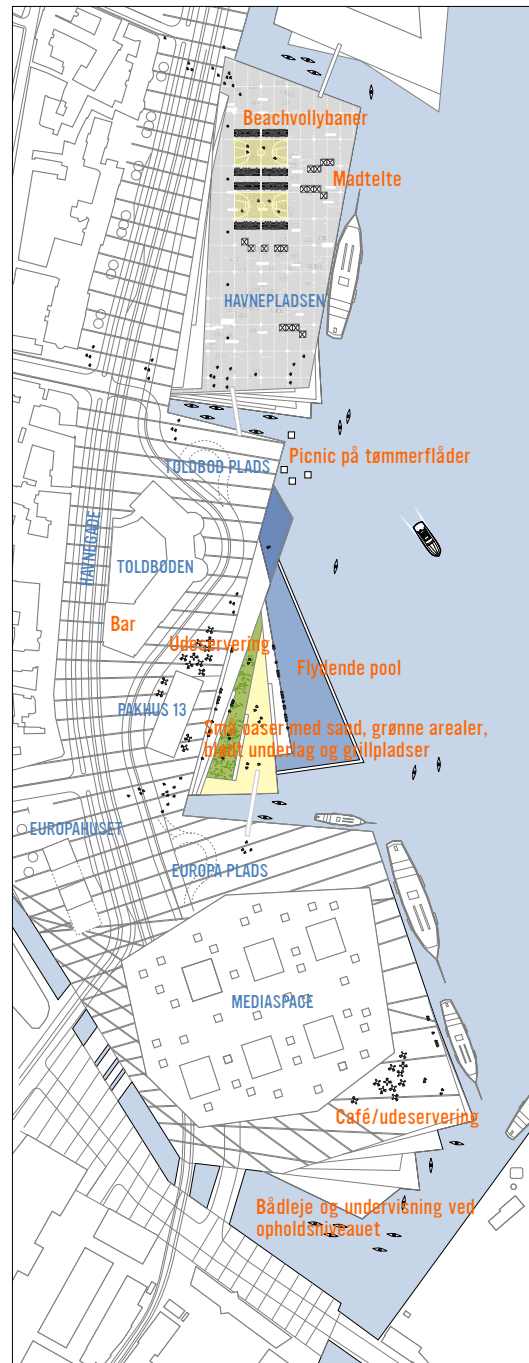 Beachvollybaner
Madtelte
HAVNEPLADSEN
Picnic på tømmerflåder
TOLDBOD PLADS
HAVNEGADE
TOLDBODEN
Bar
Udeservering
Flydende pool
PAKHUS 13
Små oaser med sand, grønne arealer,
blødt underlag og grillpladser
EUROPAHUSET
EUROPA PLADS
MEDIASPACE
Café/udeservering
Bådleje og undervisning ved
opholdsniveauet